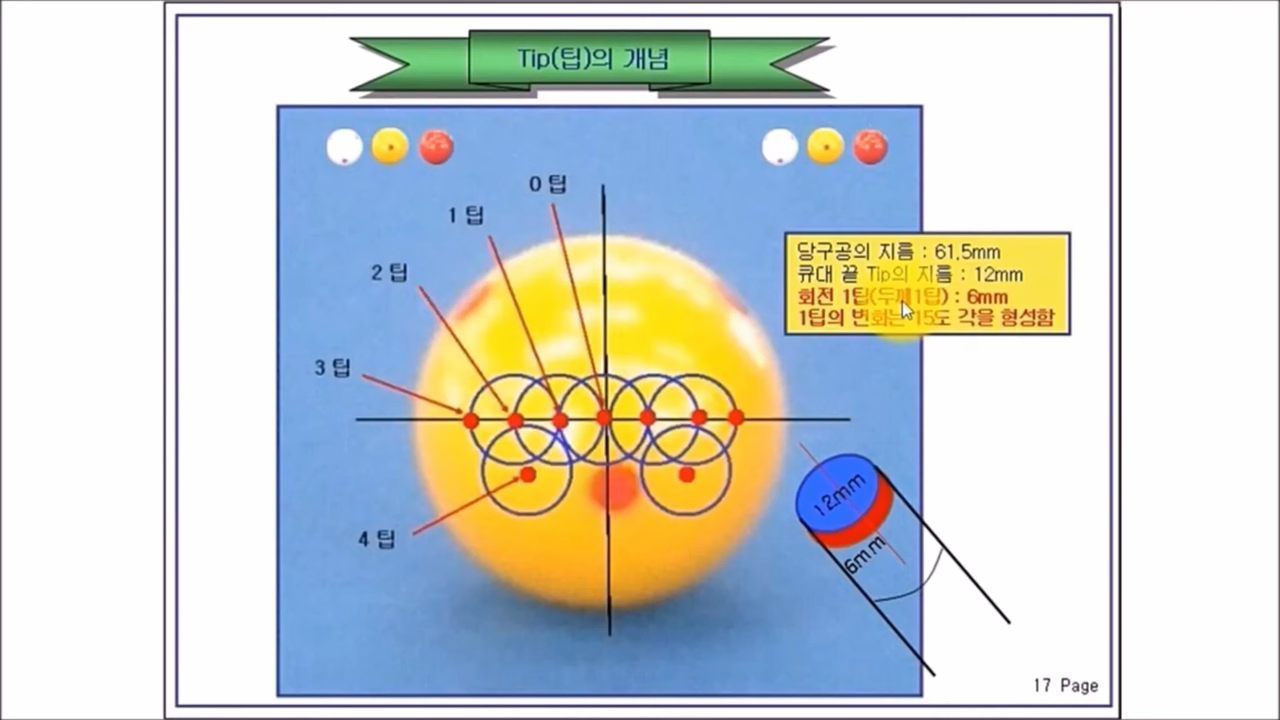 Tip(팁)의 개념
0 팁
1 팁
2 팁
3 팁
4 팁
당구공의 지름 : 61.5mm
큐대 끝 Tip의 지름 : 12mm
회전 1팁(두께1팁) : 6mm
1팁의 변화는 15도 각을 형성함
12mm
6mm
17 Page